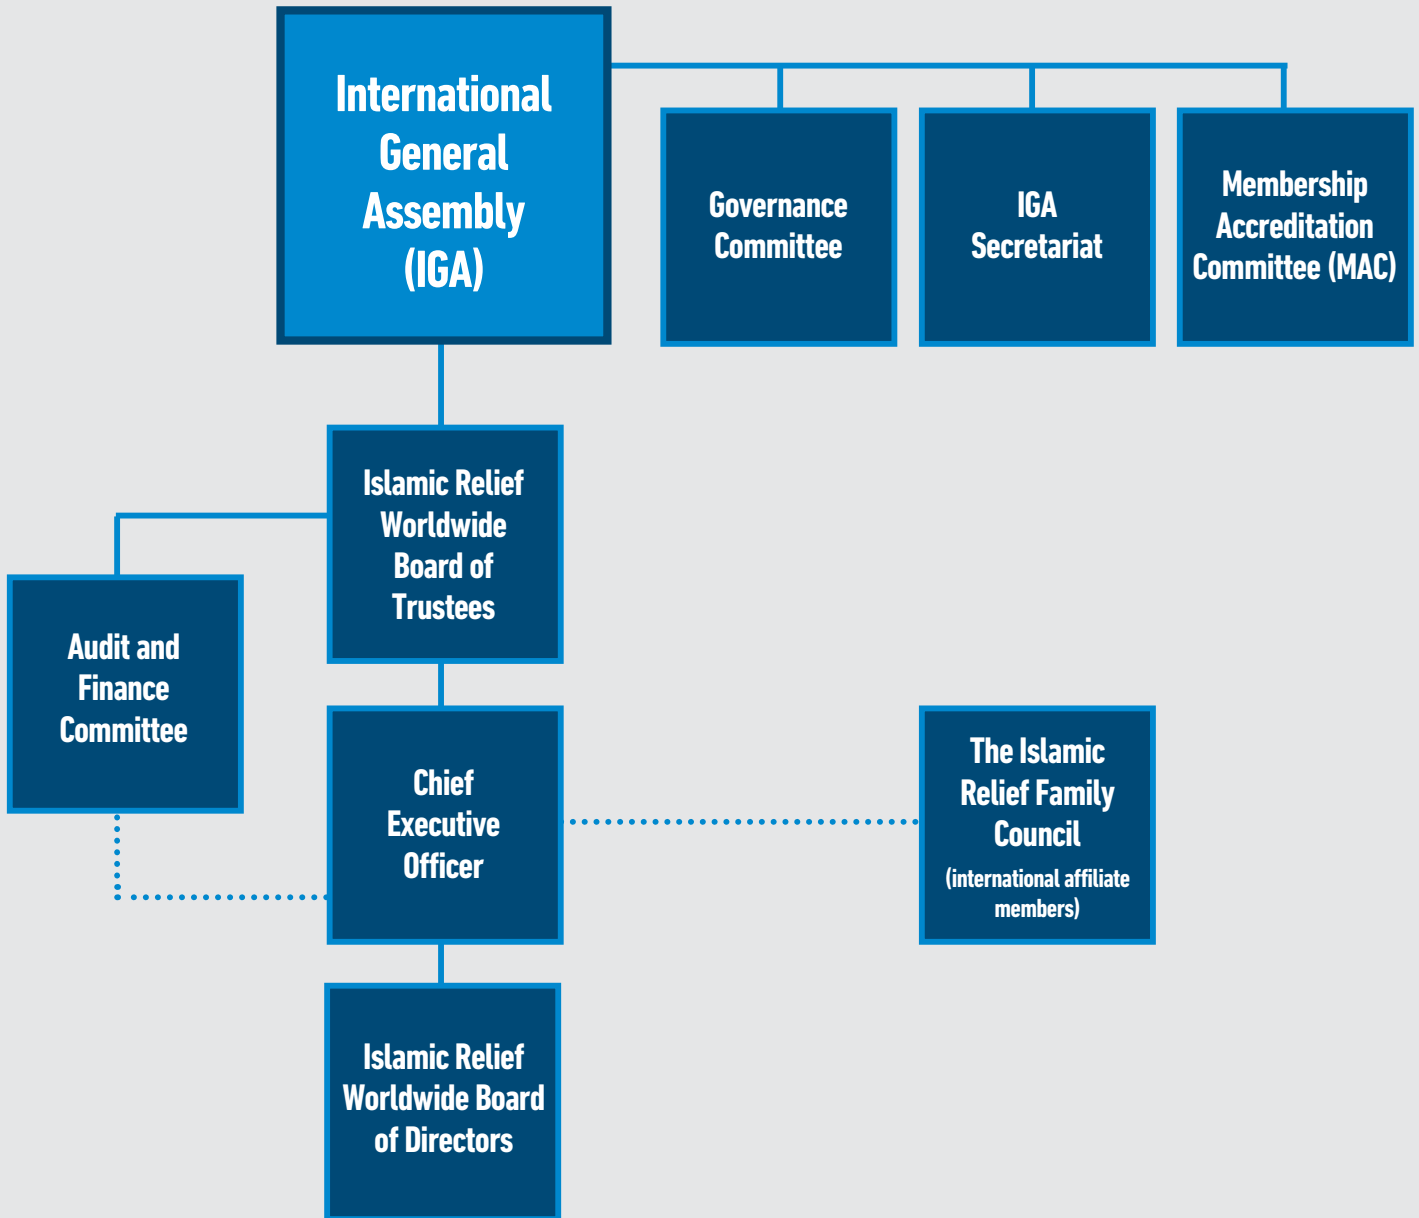 International
General
Assembly
(IGA)
Governance
Committee
IGA
Secretariat
Membership
Accreditation
Committee (MAC)
Islamic Relief
Worldwide
Board of
Trustees
Audit and
Finance
Committee
Chief
Executive
Officer
The Islamic
Relief Family
Council
(international affiliate
members)
Islamic Relief
Worldwide Board
of Directors